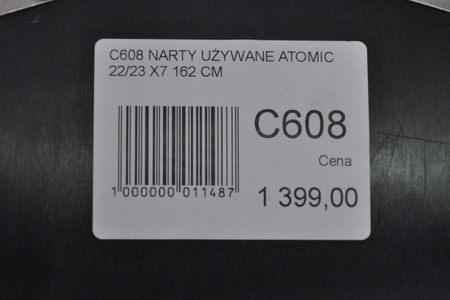 C608 NARTY UŻYWANE ATOMIC
22/23 X7 162 CM
C608
Cena
1 399,00
1 000000 011487